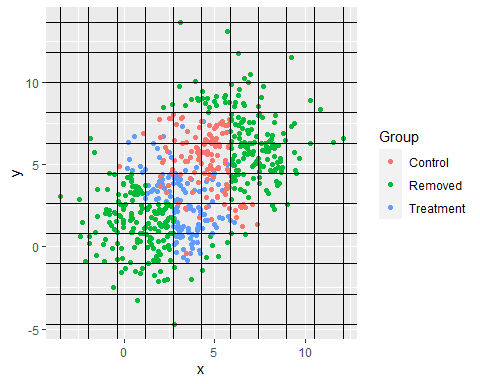 10
5
0
-5
y
0 5 10
x
Group
Control
Removed
Treatment